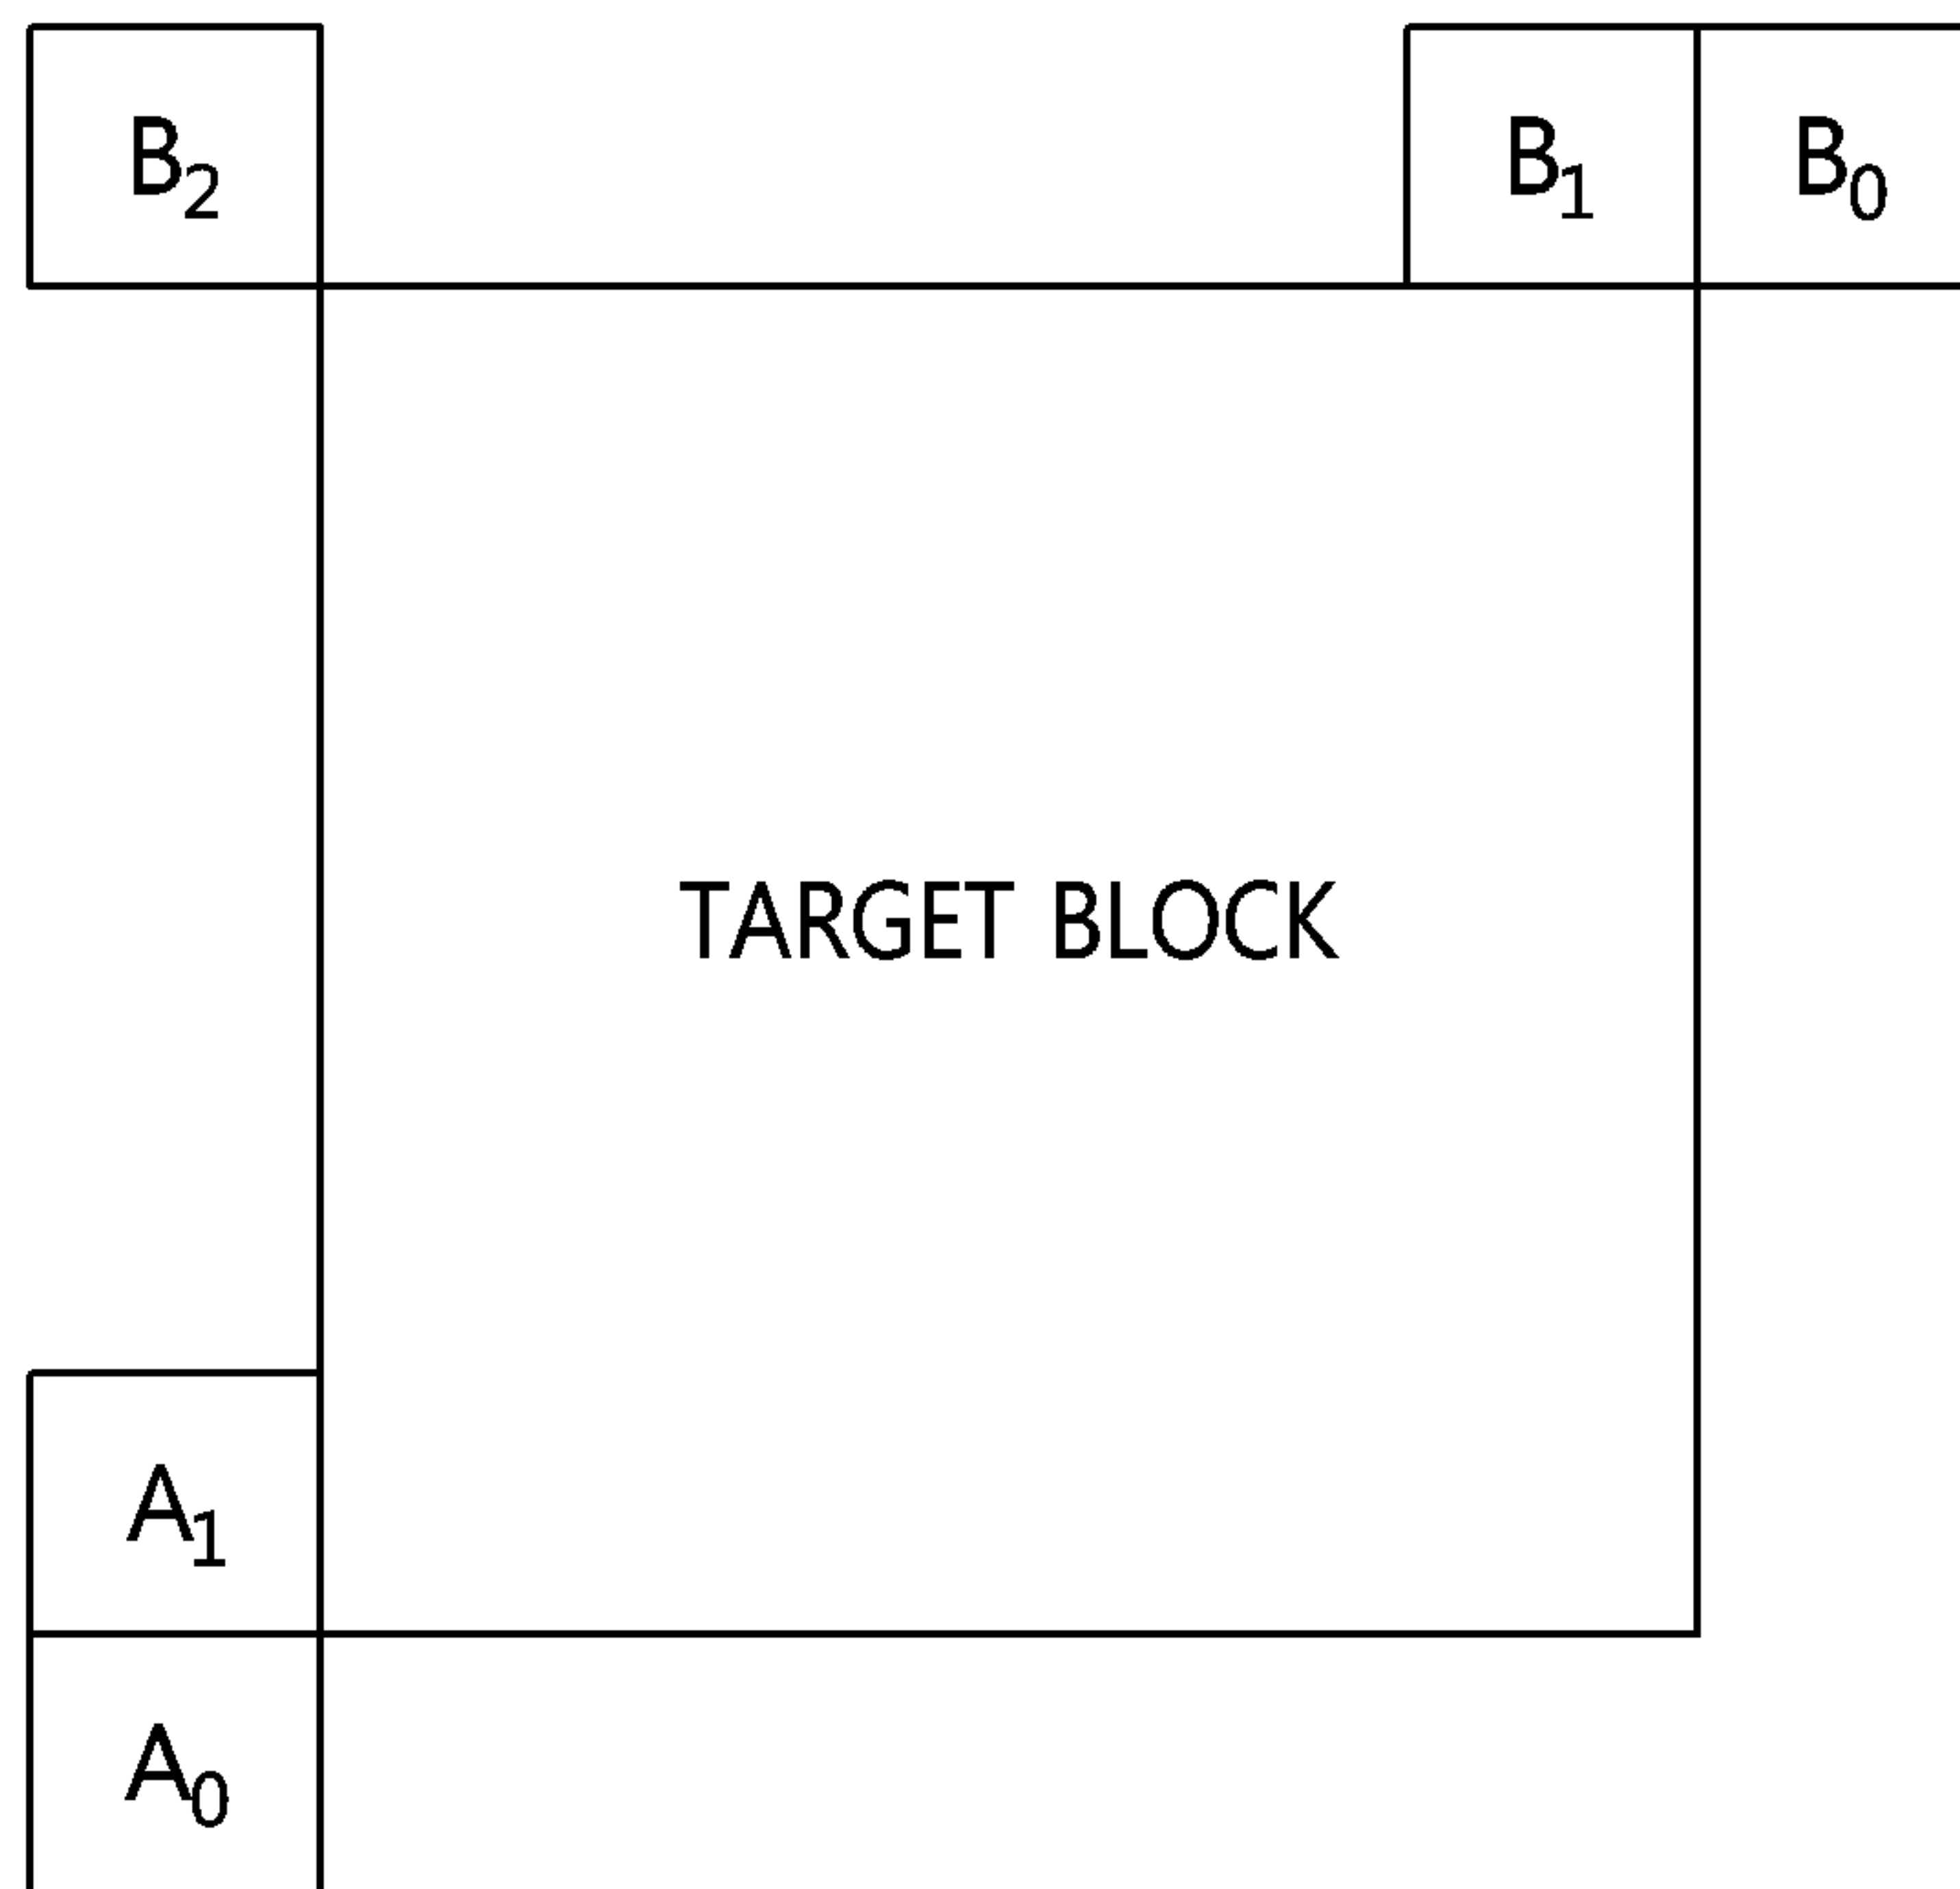 B₂ B₁ B₀
TARGET BLOCK
A₁
A₀